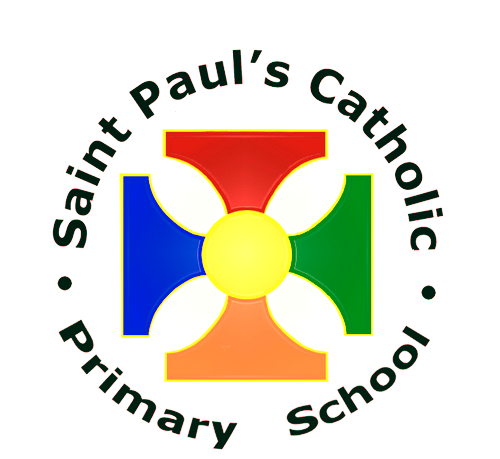 Saint Paul's Catholic
• Primary School •